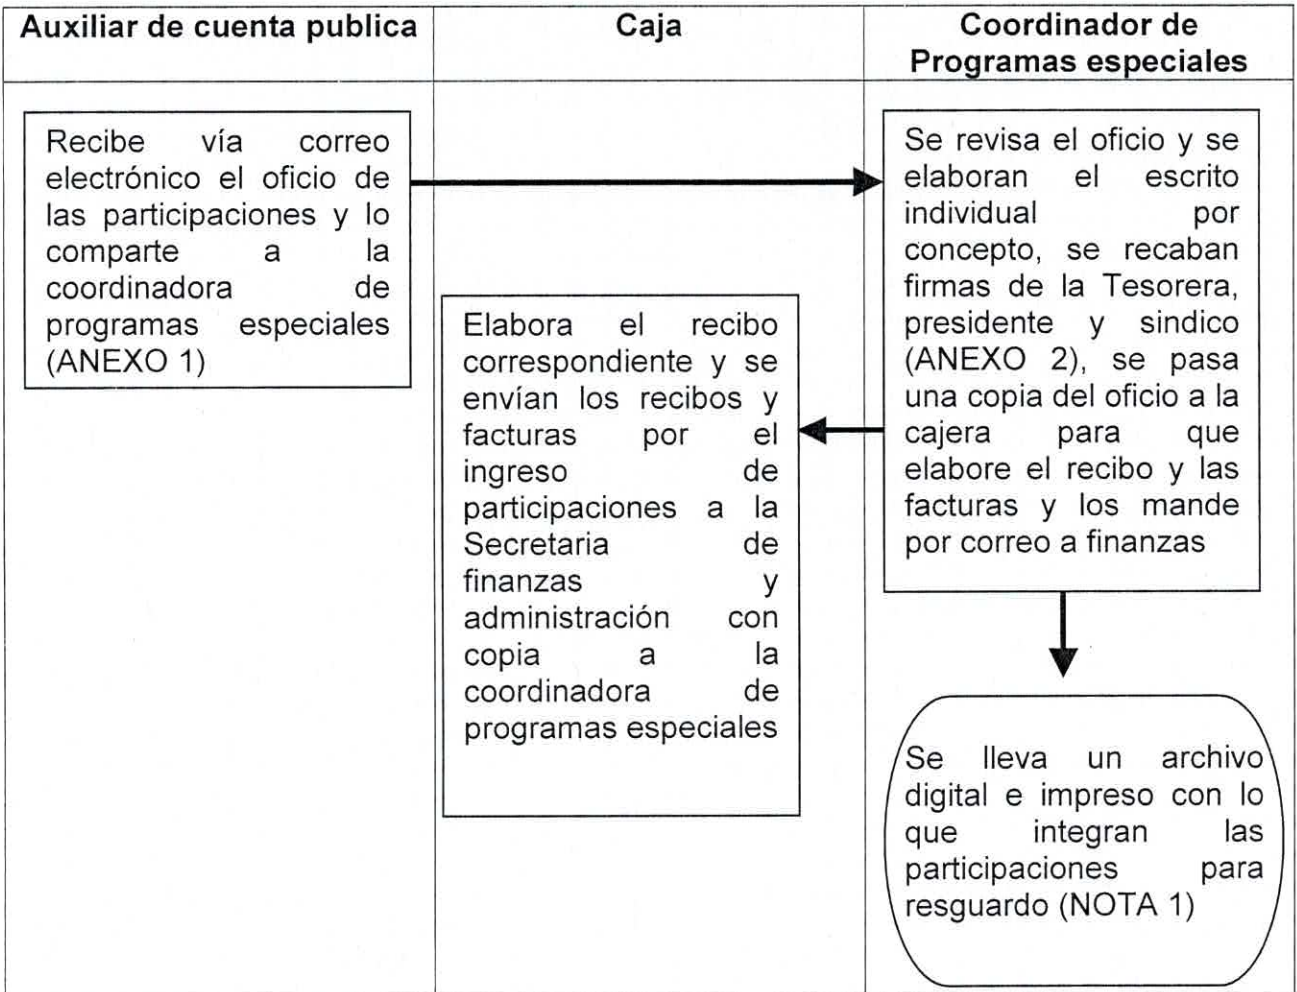 Auxiliar de cuenta publica
Caja
Coordinador de
Programas especiales
Recibe vía correo
electrónico el oficio de
las participaciones y lo
comparte a la
coordinadora de
programas especiales
(ANEXO 1)
Se revisa el oficio y se
elaboran el escrito
individual por
concepto, se recaban
firmas de la Tesorera,
presidente y sindico
(ANEXO 2), se pasa
una copia del oficio a la
cajera para que
elabore el recibo y las
facturas y los mande
por correo a finanzas
Elabora el recibo
correspondiente y se
envían los recibos y
facturas por el
ingreso de
participaciones a la
Secretaria de
finanzas y
administración con
copia a la
coordinadora de
programas especiales
Se lleva un archivo
digital e impreso con lo
que integran las
participaciones para
resguardo (NOTA 1)